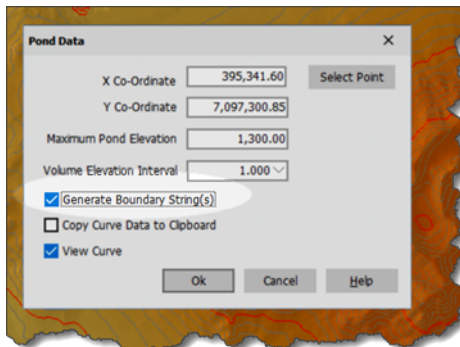 Pond Data
X Co-Ordinate 395,341.60 Select Point
Y Co-Ordinate 7,097,300.85
Maximum Pond Elevation 1,300.00
Volume Elevation Interval 1.000
Generate Boundary String(s)
Copy Curve Data to Clipboard
View Curve
Ok Cancel Help